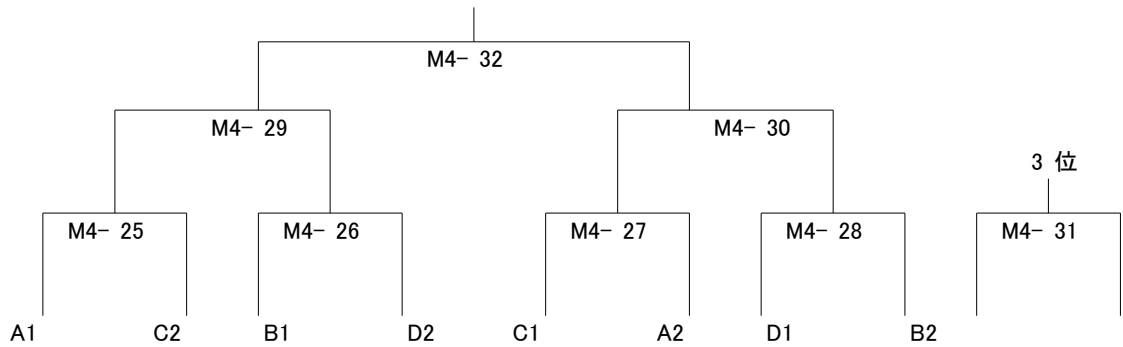 M4- 32
M4- 29
M4- 30
3 位
M4- 25
M4- 26
M4- 27
M4- 28
M4- 31
A1
C2
B1
D2
C1
A2
D1
B2